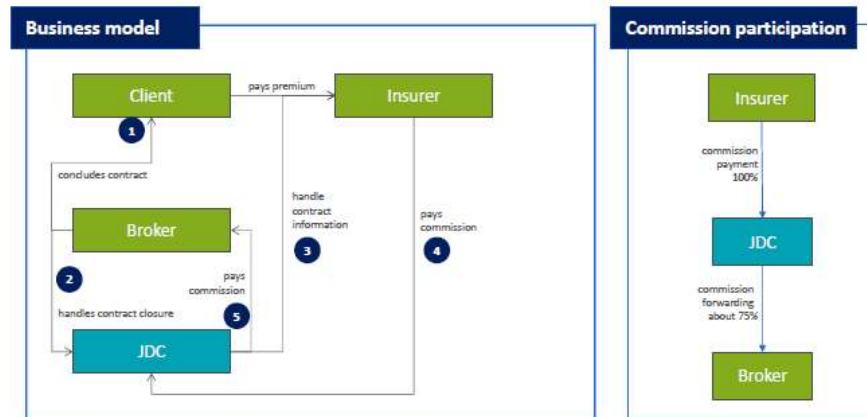 Business model
Client
pays premium
Insurer
1
concludes contract
Broker
2
handles contract closure
JDC
pays
commission
5
handle
contract
information
3
pays
commission
4
Commission participation
Insurer
commission
payment
100%
JDC
commission
forwarding
about 75%
Broker